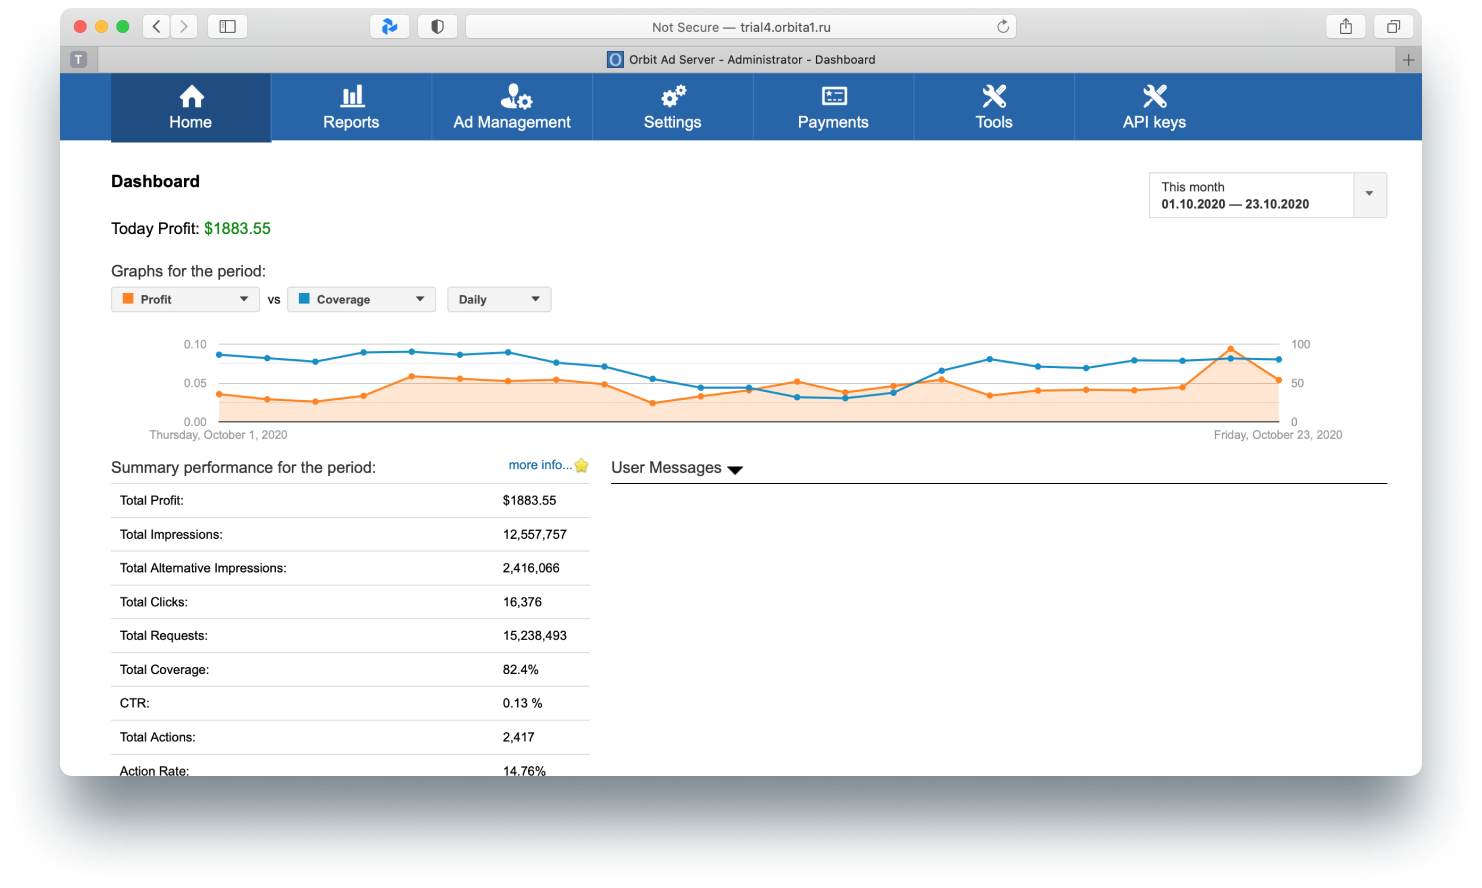 Not Secure — trial4.orbita1.ru
T
Orbit Ad Server - Administrator - Dashboard
Home
Reports
Ad Management
Settings
Payments
Tools
API keys
Dashboard
This month
01.10.2020 — 23.10.2020
Today Profit: $1883.55
Graphs for the period:
Profit vs Coverage Daily
0.10 100
0.05 50
0.00 0
Thursday, October 1, 2020 Friday, October 23, 2020
Summary performance for the period: more info...
User Messages
Total Profit: $1883.55
Total Impressions: 12,557,757
Total Alternative Impressions: 2,416,066
Total Clicks: 16,376
Total Requests: 15,238,493
Total Coverage: 82.4%
CTR: 0.13 %
Total Actions: 2,417
Action Rate: 14.76%